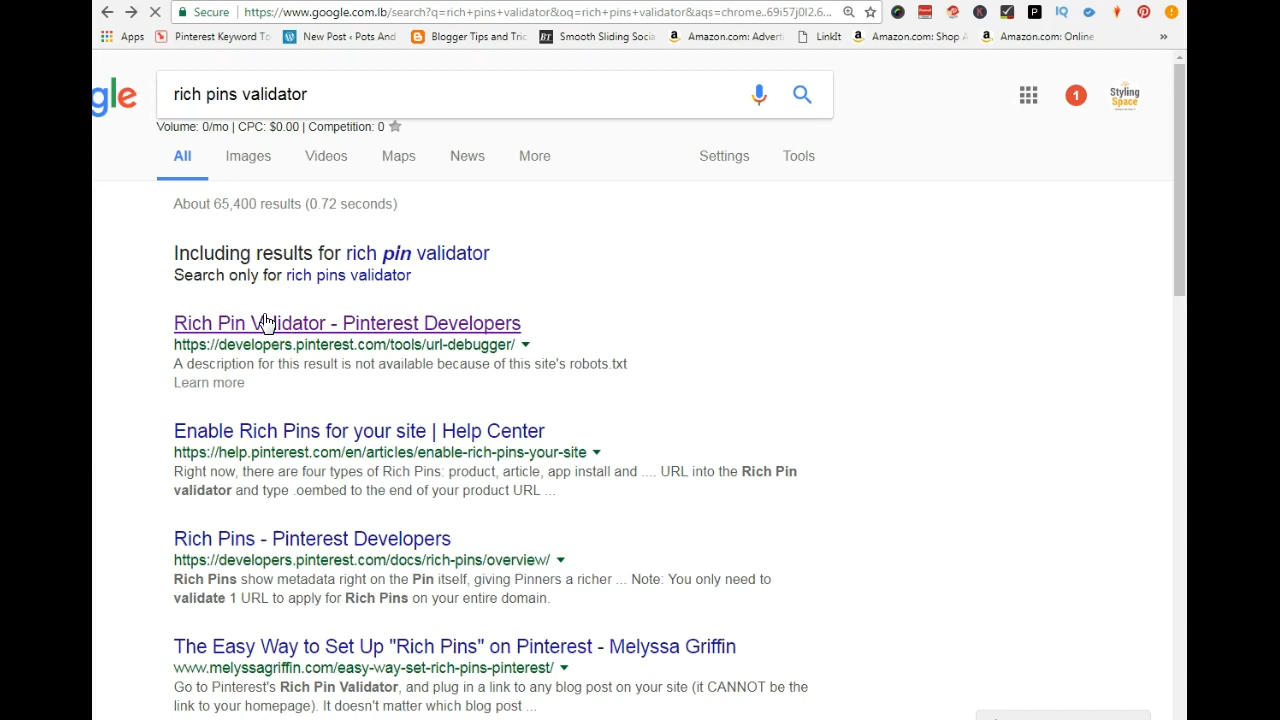 Secure https://www.google.com.lb/search?q=rich+pins+validator&oq=rich+pins+validator&aqs=chrome..69i57j0l2.6...
Apps Pinterest Keyword To New Post ‹ Pots And Blogger Tips and Tric BT Smooth Sliding Socia Amazon.com: Adverti LinkIt Amazon.com: Shop A Amazon.com: Online »
gle rich pins validator 1 Styling Space
Volume: 0/mo | CPC: $0.00 | Competition: 0
All Images Videos Maps News More Settings Tools
About 65,400 results (0.72 seconds)
Including results for rich pin validator
Search only for rich pins validator
Rich Pin Validator - Pinterest Developers
https://developers.pinterest.com/tools/url-debugger/
A description for this result is not available because of this site's robots.txt
Learn more
Enable Rich Pins for your site | Help Center
https://help.pinterest.com/en/articles/enable-rich-pins-your-site
Right now, there are four types of Rich Pins: product, article, app install and .... URL into the Rich Pin
validator and type .oembed to the end of your product URL ...
Rich Pins - Pinterest Developers
https://developers.pinterest.com/docs/rich-pins/overview/
Rich Pins show metadata right on the Pin itself, giving Pinners a richer ... Note: You only need to
validate 1 URL to apply for Rich Pins on your entire domain.
The Easy Way to Set Up "Rich Pins" on Pinterest - Melyssa Griffin
www.melyssagriffin.com/easy-way-set-rich-pins-pinterest/
Go to Pinterest's Rich Pin Validator, and plug in a link to any blog post on your site (it CANNOT be the
link to your homepage). It doesn't matter which blog post ...